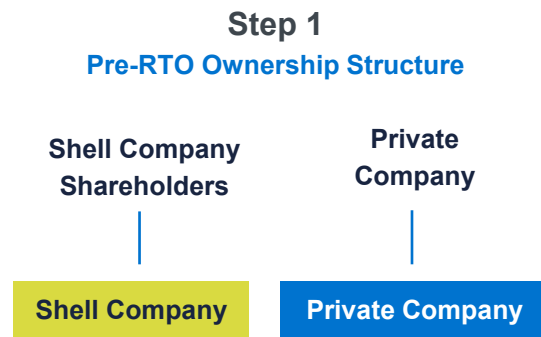 Step 1
Pre-RTO Ownership Structure
Shell Company
Shareholders
Private
Company
Shell Company
Private Company